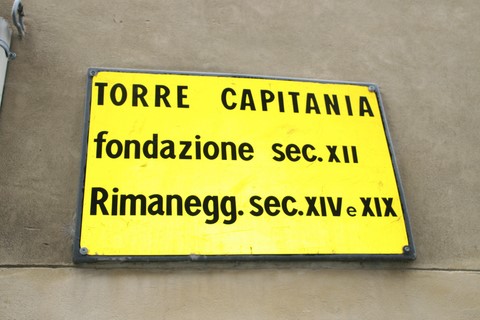 TORRE CAPITANIA
fondazione sec. XII
Rimanegg. sec. XIV e XIX